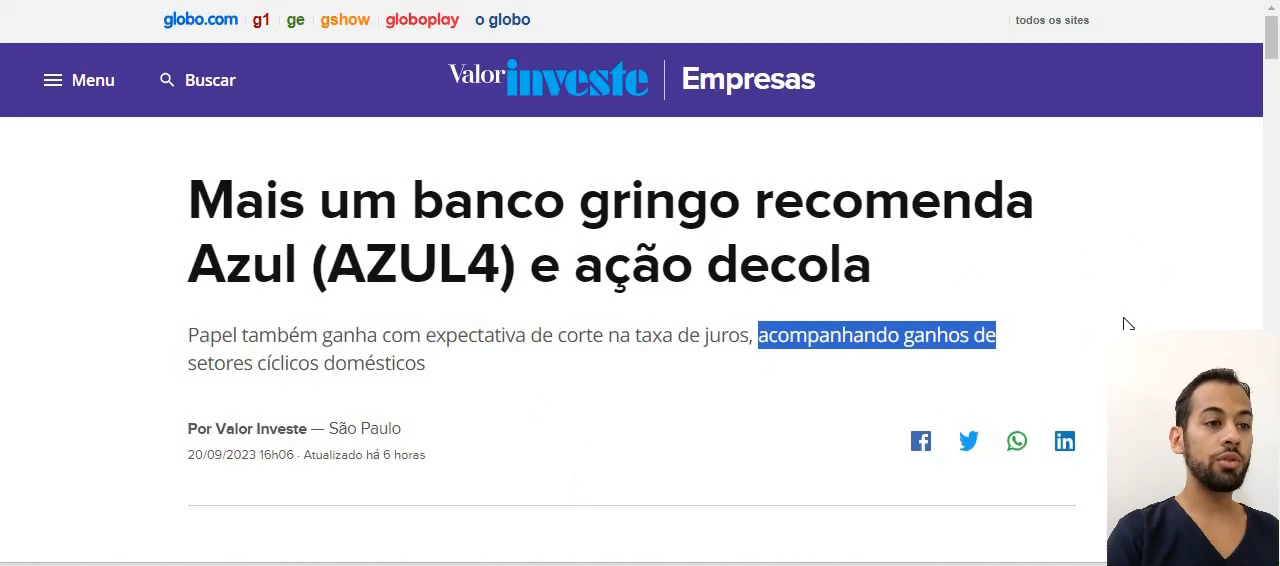 globo.com g1 ge gshow globoplay o globo todos os sites
Menu Buscar Valor investe Empresas
Mais um banco gringo recomenda
Azul (AZUL4) e ação decola
Papel também ganha com expectativa de corte na taxa de juros, acompanhando ganhos de
setores cíclicos domésticos
Por Valor Investe — São Paulo
20/09/2023 16h06 · Atualizado há 6 horas